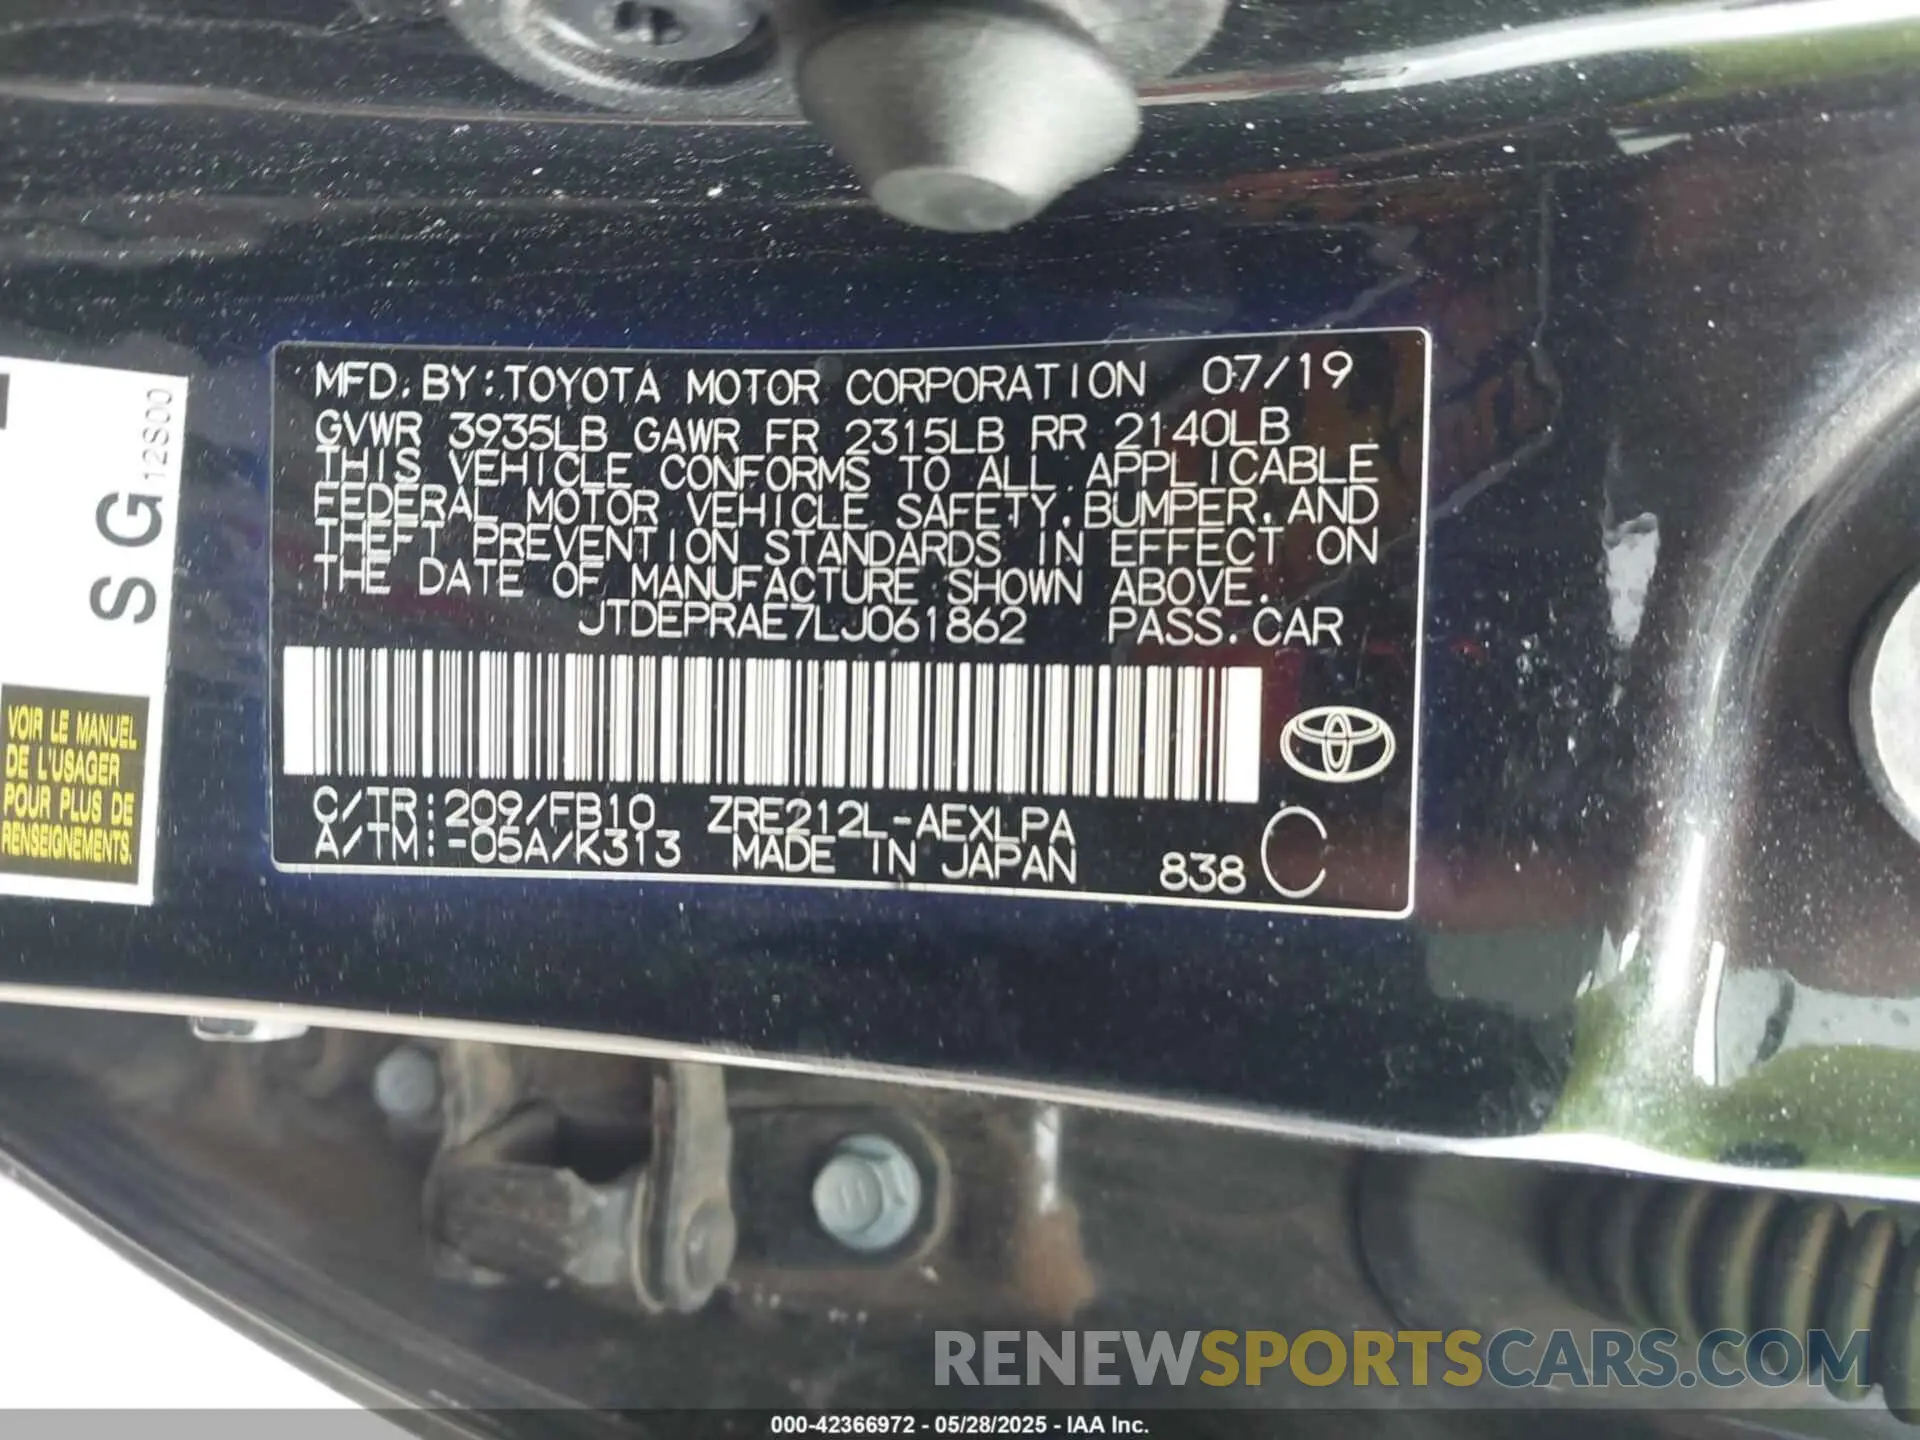 MFD. BY: TOYOTA MOTOR CORPORATION 07/19
GVWR 3935LB GAWR FR 2315LB RR 2140LB
THIS VEHICLE CONFORMS TO ALL APPLICABLE
FEDERAL MOTOR VEHICLE SAFETY, BUMPER, AND
THEFT PREVENTION STANDARDS IN EFFECT ON
THE DATE OF MANUFACTURE SHOWN ABOVE.
JTDEPRAE7LJ061862 PASS. CAR
C/TR: 209/FB10 ZRE212L-AEXLPA
A/TM: -05A/K313 MADE IN JAPAN 838 C
SG 12S00
VOIR LE MANUEL
DE L'USAGER
POUR PLUS DE
RENSEIGNEMENTS.
RENEWSPORTSCARS.COM
000-42366972 - 05/28/2025 - IAA Inc.